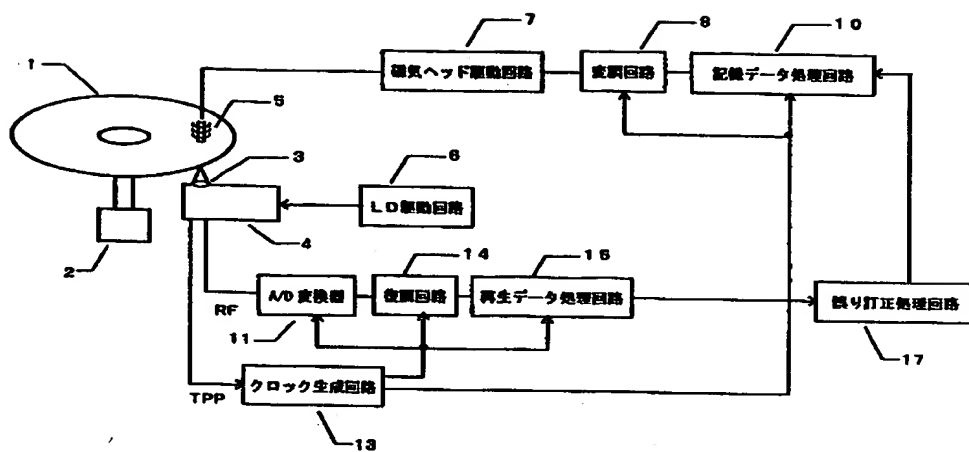 7
8
10
1
磁気ヘッド駆動回路
変調回路
記録データ処理回路
5
3
6
LD駆動回路
2
4
14
15
A/D変換器
復調回路
再生データ処理回路
誤り訂正処理回路
RF
11
17
TPP
クロック生成回路
13